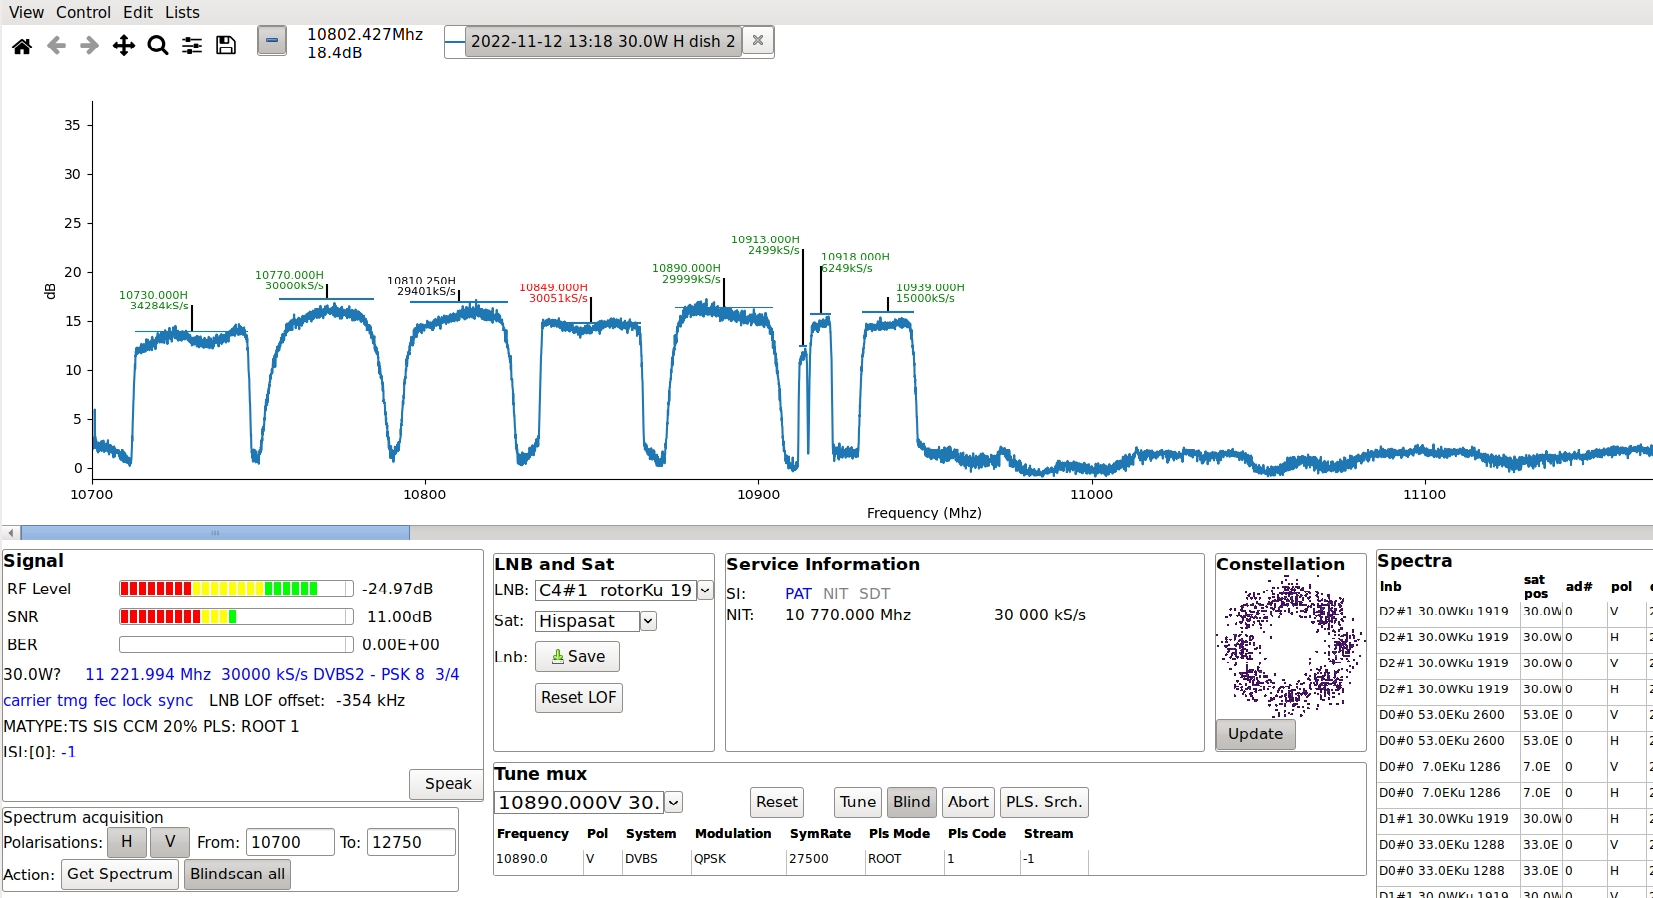 View Control Edit Lists
10802.427Mhz
18.4dB
2022-11-12 13:18 30.0W H dish 2
35
30
25
20
15
10
5
0
dB
10913.000H
2499kS/s
10918.000H
6249kS/s
10890.000H
29999kS/s
10770.000H
30000kS/s
10810.250H
29401kS/s
10849.000H
30051kS/s
10939.000H
15000kS/s
10730.000H
34284kS/s
10700 10800 10900 11000 11100
Frequency (Mhz)
Signal
RF Level -24.97dB
SNR 11.00dB
BER 0.00E+00
30.0W? 11 221.994 Mhz 30000 kS/s DVBS2 - PSK 8 3/4
carrier tmg fec lock sync LNB LOF offset: -354 kHz
MATYPE:TS SIS CCM 20% PLS: ROOT 1
ISI:[0]: -1
Speak
Spectrum acquisition
Polarisations: H V From: 10700 To: 12750
Action: Get Spectrum Blindscan all
LNB and Sat
LNB: C4#1 rotorKu 19
Sat: Hispasat
Lnb: Save
Reset LOF
Service Information
SI: PAT NIT SDT
NIT: 10 770.000 Mhz 30 000 kS/s
Constellation
Update
Tune mux
10890.000V 30. Reset Tune Blind Abort PLS. Srch.
Frequency Pol System Modulation SymRate Pls Mode Pls Code Stream
10890.0 V DVBS QPSK 27500 ROOT 1 -1
Spectra
lnb sat pos ad# pol
D2#1 30.0WKu 1919 30.0W 0 V 2
D2#1 30.0WKu 1919 30.0W 0 H 2
D2#1 30.0WKu 1919 30.0W 0 V 2
D2#1 30.0WKu 1919 30.0W 0 H 2
D0#0 53.0EKu 2600 53.0E 0 V 2
D0#0 53.0EKu 2600 53.0E 0 H 2
D0#0 7.0EKu 1286 7.0E 0 V 2
D0#0 7.0EKu 1286 7.0E 0 H 2
D1#1 30.0WKu 1919 30.0W 0 H 2
D0#0 33.0EKu 1288 33.0E 0 V 2
D0#0 33.0EKu 1288 33.0E 0 H 2
D1#1 30.0WKu 1919 30.0W 0 V 2